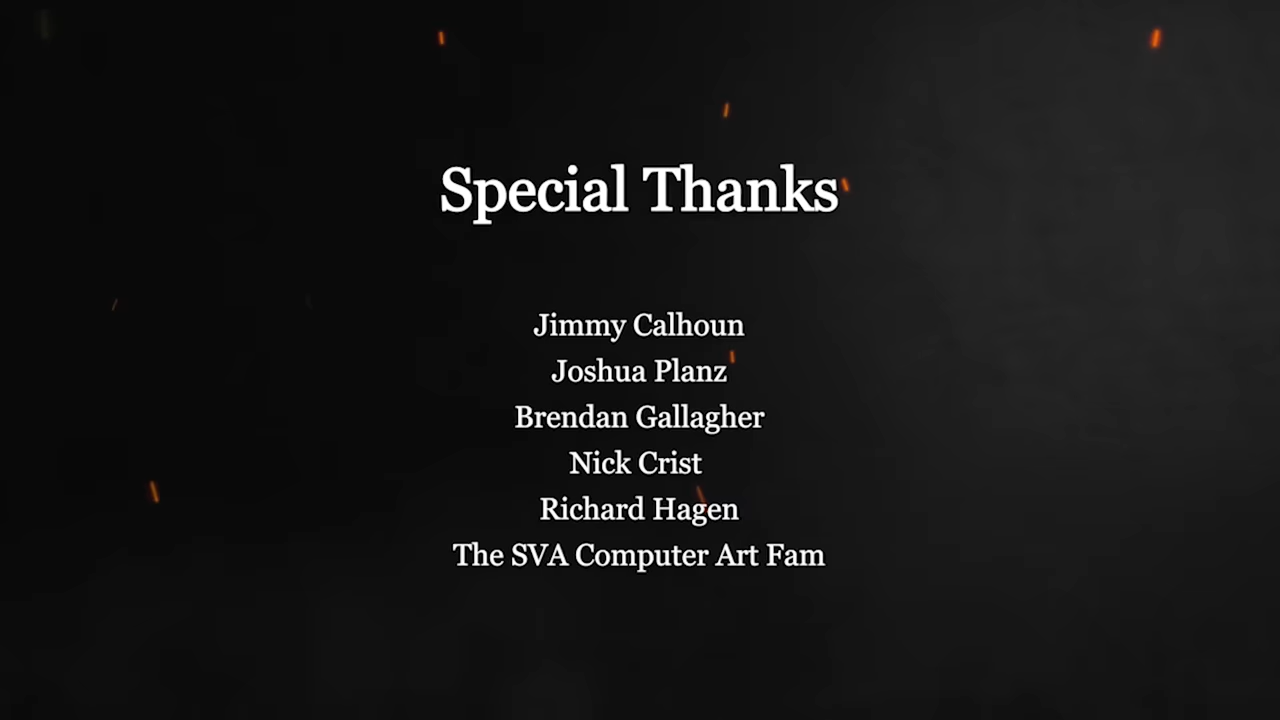 Special Thanks
Jimmy Calhoun
Joshua Planz
Brendan Gallagher
Nick Crist
Richard Hagen
The SVA Computer Art Fam